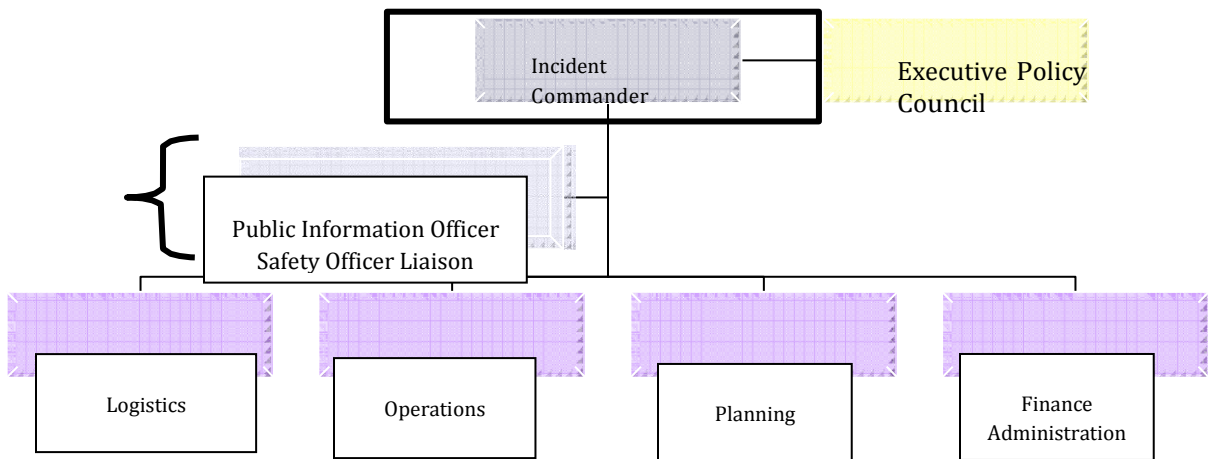 Incident
Commander
Executive Policy
Council
Public Information Officer
Safety Officer Liaison
Logistics
Operations
Planning
Finance
Administration